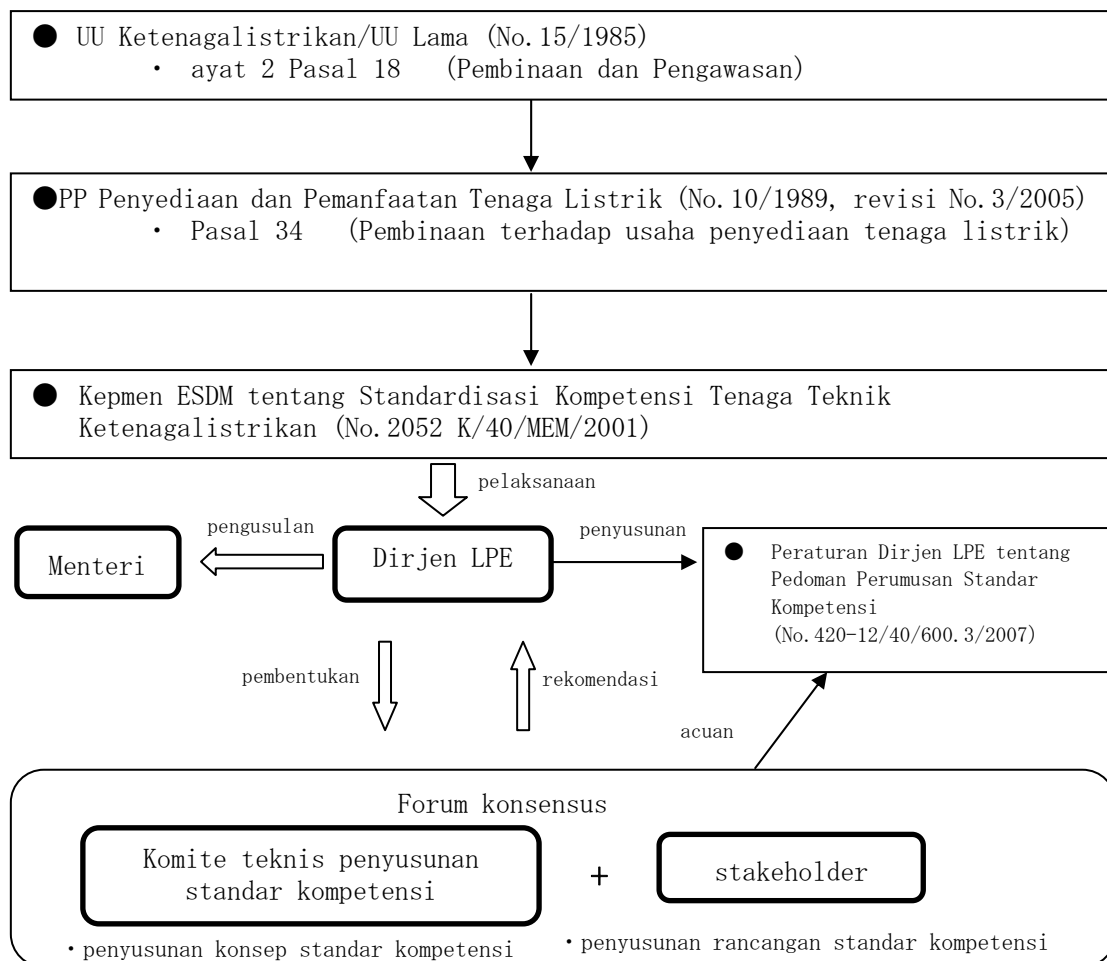 ● UU Ketenagalistrikan/UU Lama (No.15/1985)
・ ayat 2 Pasal 18 (Pembinaan dan Pengawasan)
●PP Penyediaan dan Pemanfaatan Tenaga Listrik (No.10/1989, revisi No.3/2005)
・ Pasal 34 (Pembinaan terhadap usaha penyediaan tenaga listrik)
● Kepmen ESDM tentang Standardisasi Kompetensi Tenaga Teknik
Ketenagalistrikan (No.2052 K/40/MEM/2001)
pelaksanaan
pengusulan
penyusunan
Menteri
Dirjen LPE
● Peraturan Dirjen LPE tentang
Pedoman Perumusan Standar
Kompetensi
(No.420-12/40/600.3/2007)
pembentukan
rekomendasi
acuan
Forum konsensus
Komite teknis penyusunan
standar kompetensi
+
stakeholder
・penyusunan konsep standar kompetensi
・penyusunan rancangan standar kompetensi